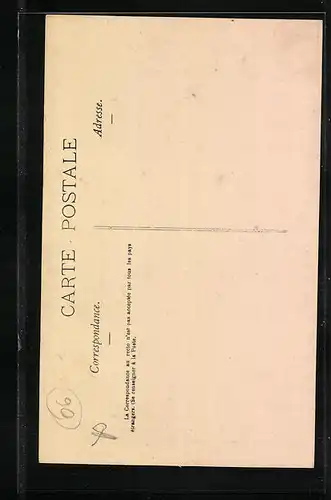 CARTE POSTALE
Correspondance.
Adresse.
La Correspondance au recto n'est pas acceptée par tous les pays
étrangers. (Se renseigner à la Poste.
06